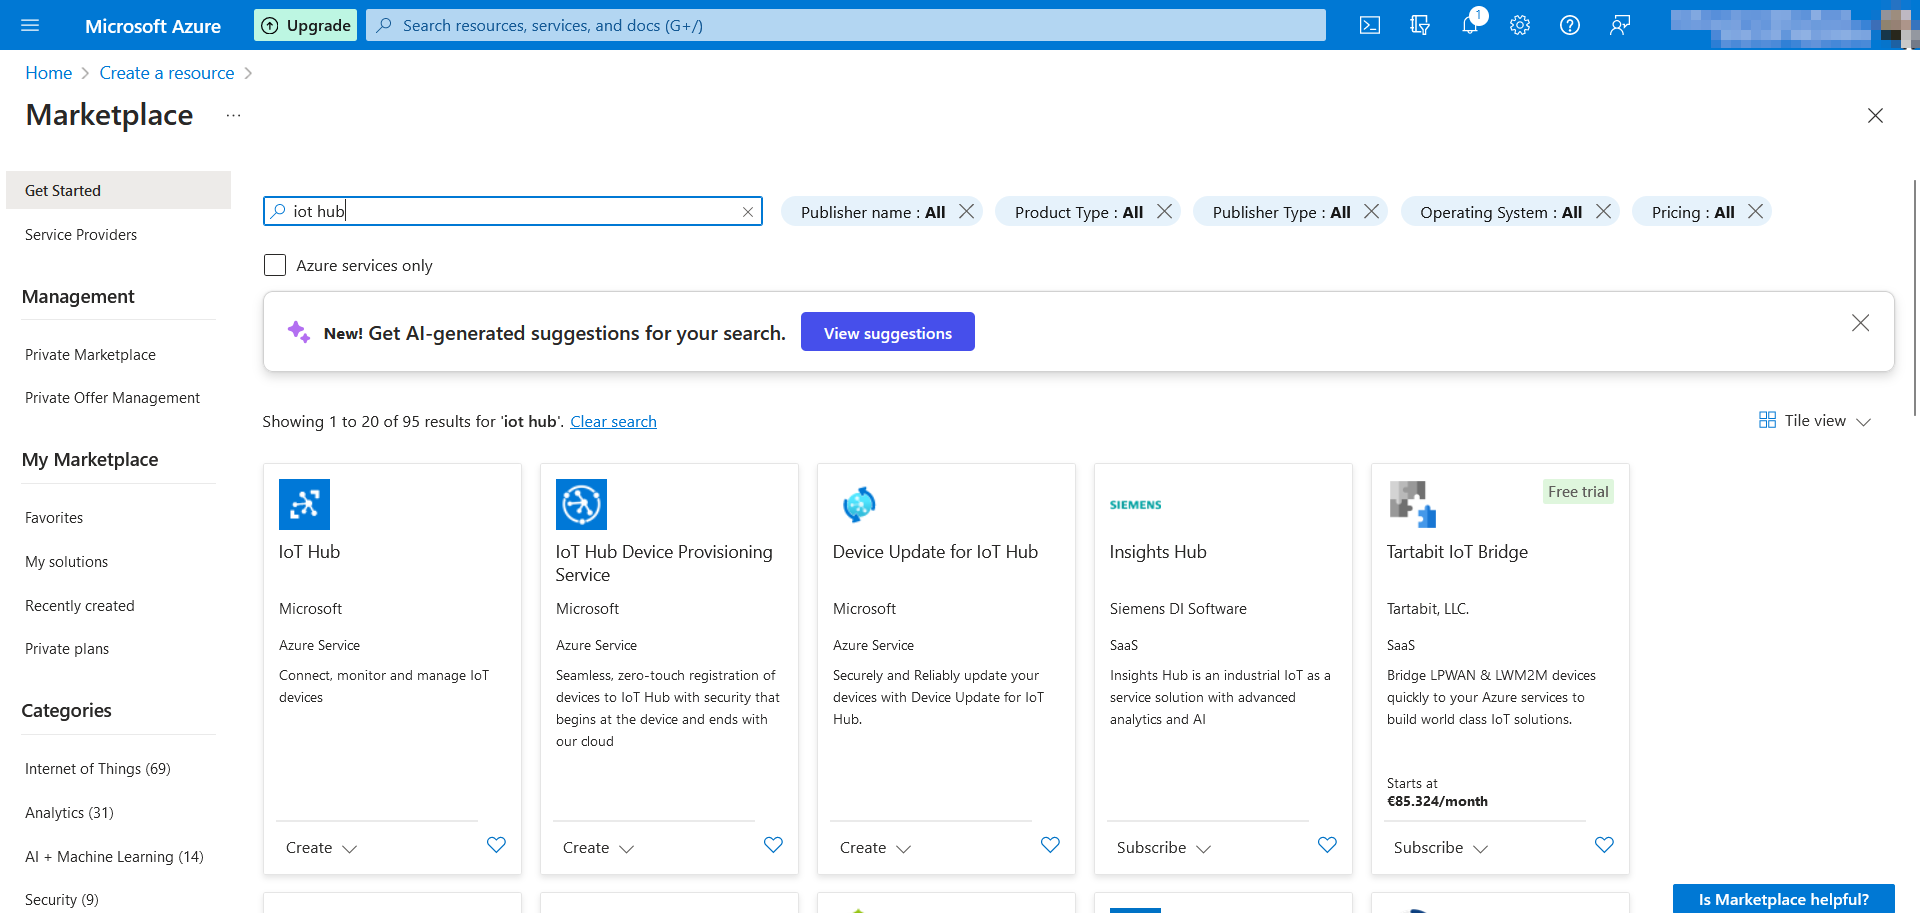 Microsoft Azure
Upgrade
Search resources, services, and docs (G+/)
1
Home
Create a resource
Marketplace
...
Get Started
Service Providers
Management
Private Marketplace
Private Offer Management
My Marketplace
Favorites
My solutions
Recently created
Private plans
Categories
Internet of Things (69)
Analytics (31)
AI + Machine Learning (14)
Security (9)
iot hub
Publisher name : All
Product Type : All
Publisher Type : All
Operating System : All
Pricing : All
Azure services only
New! Get AI-generated suggestions for your search.
View suggestions
Showing 1 to 20 of 95 results for 'iot hub'. Clear search
Tile view
IoT Hub
Microsoft
Azure Service
Connect, monitor and manage IoT
devices
Create
IoT Hub Device Provisioning
Service
Microsoft
Azure Service
Seamless, zero-touch registration of
devices to IoT Hub with security that
begins at the device and ends with
our cloud
Create
Device Update for IoT Hub
Microsoft
Azure Service
Securely and Reliably update your
devices with Device Update for IoT
Hub.
Create
SIEMENS
Insights Hub
Siemens DI Software
SaaS
Insights Hub is an industrial IoT as a
service solution with advanced
analytics and AI
Subscribe
Free trial
Tartabit IoT Bridge
Tartabit, LLC.
SaaS
Bridge LPWAN & LWM2M devices
quickly to your Azure services to
build world class IoT solutions.
Starts at
€85.324/month
Subscribe
Is Marketplace helpful?